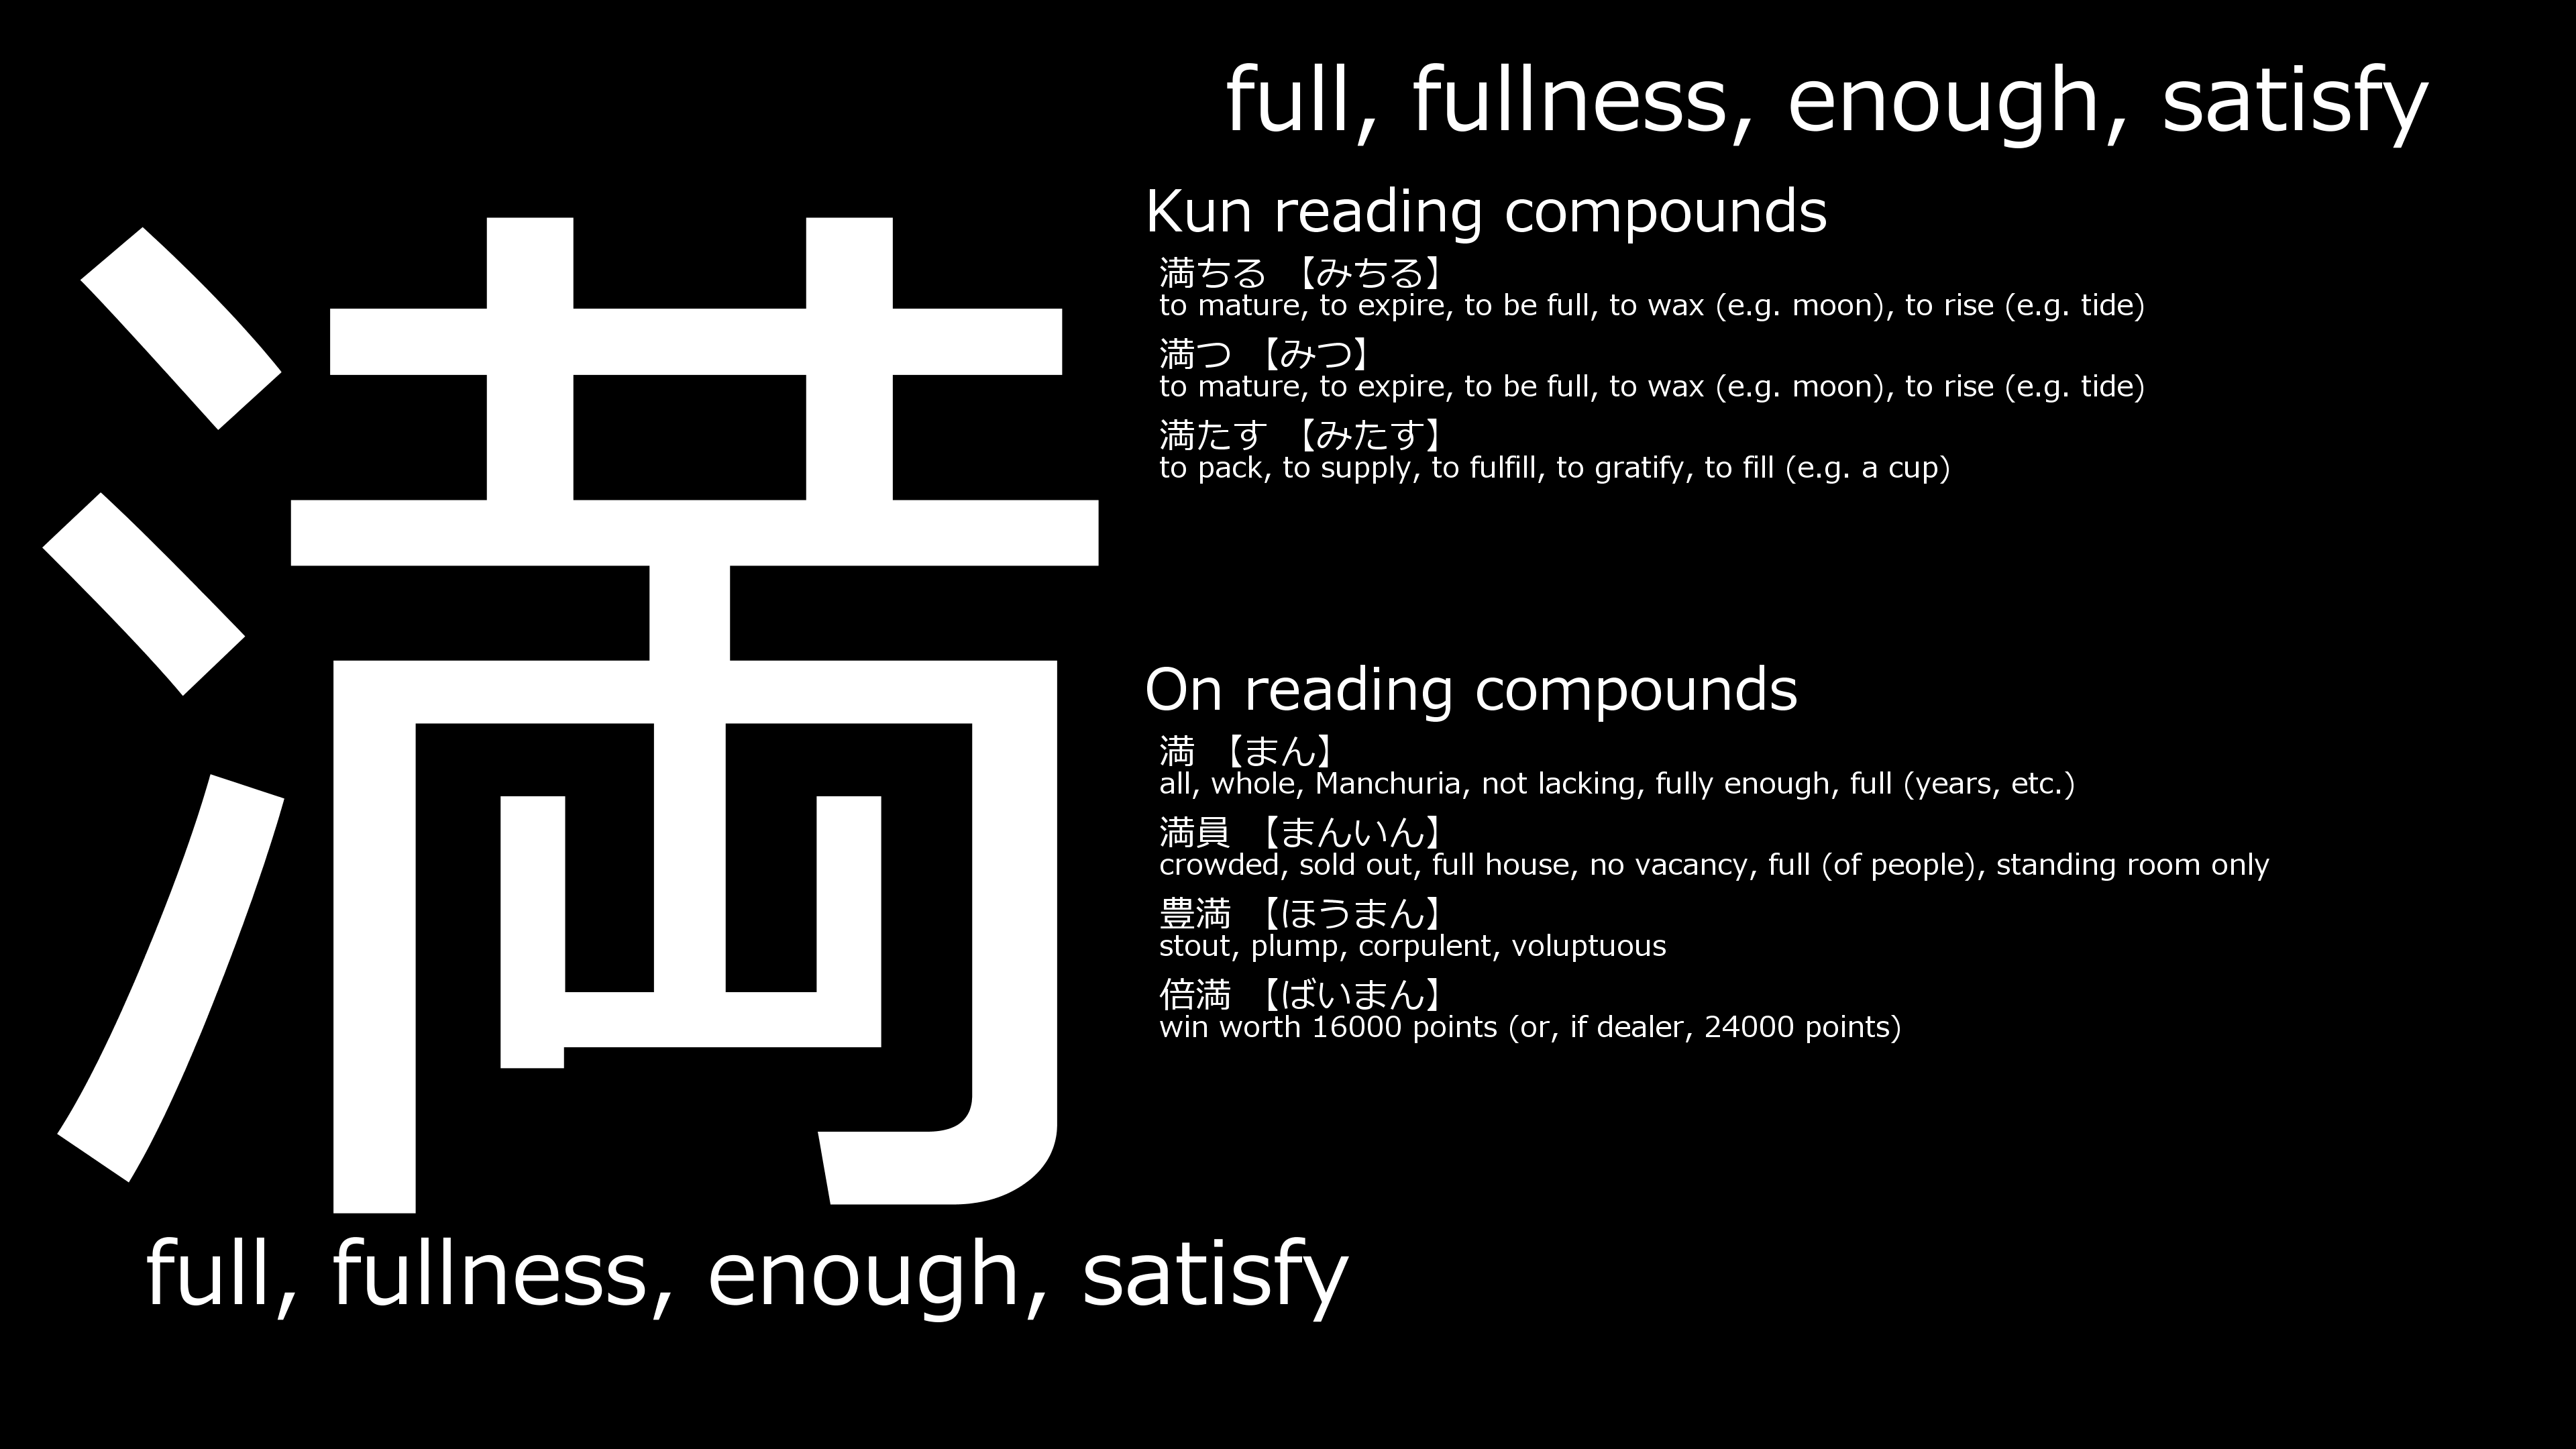 full, fullness, enough, satisfy
満
Kun reading compounds
満ちる 【みちる】
to mature, to expire, to be full, to wax (e.g. moon), to rise (e.g. tide)
満つ 【みつ】
to mature, to expire, to be full, to wax (e.g. moon), to rise (e.g. tide)
満たす 【みたす】
to pack, to supply, to fulfill, to gratify, to fill (e.g. a cup)
On reading compounds
満 【まん】
all, whole, Manchuria, not lacking, fully enough, full (years, etc.)
満員 【まんいん】
crowded, sold out, full house, no vacancy, full (of people), standing room only
豊満 【ほうまん】
stout, plump, corpulent, voluptuous
倍満 【ばいまん】
win worth 16000 points (or, if dealer, 24000 points)
full, fullness, enough, satisfy